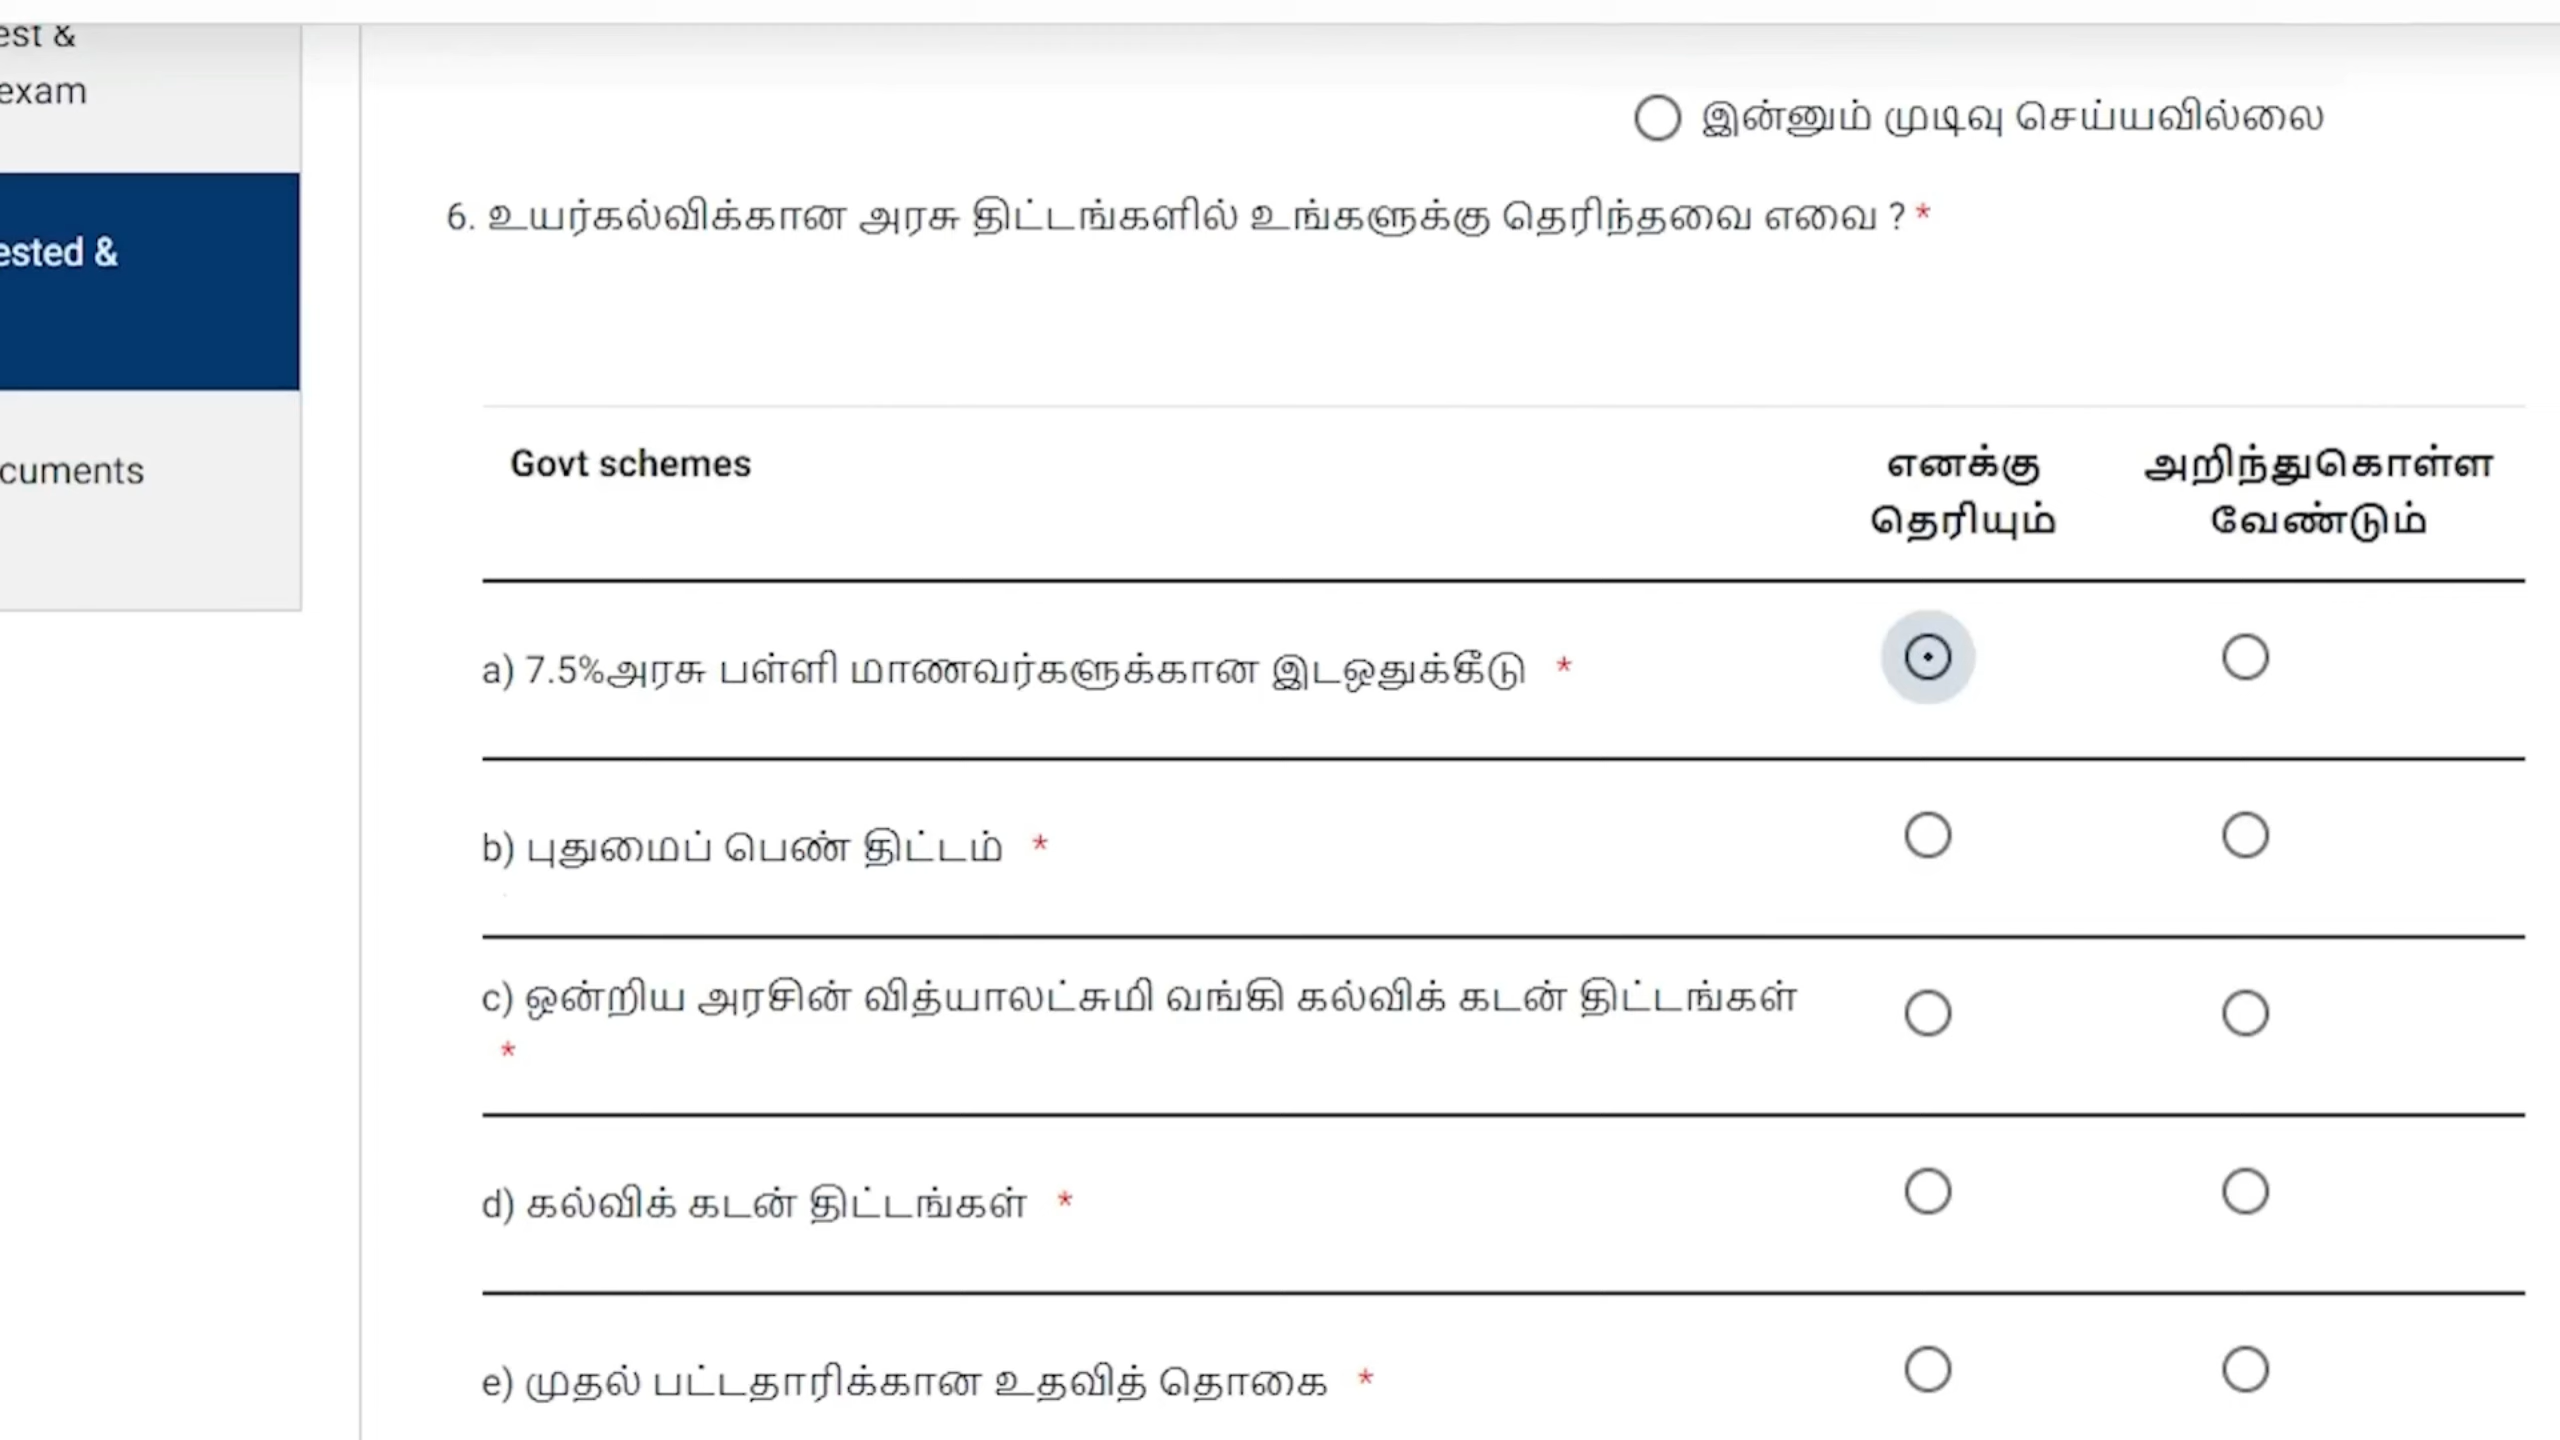 est &
exam
ested &
cuments
இன்னும் முடிவு செய்யவில்லை
6. உயர்கல்விக்கான அரசு திட்டங்களில் உங்களுக்கு தெரிந்தவை எவை ? *
Govt schemes
எனக்கு
தெரியும்
அறிந்துகொள்ள
வேண்டும்
a) 7.5%அரசு பள்ளி மாணவர்களுக்கான இடஒதுக்கீடு *
b) புதுமைப் பெண் திட்டம் *
c) ஒன்றிய அரசின் வித்யாலட்சுமி வங்கி கல்விக் கடன் திட்டங்கள்
*
d) கல்விக் கடன் திட்டங்கள் *
e) முதல் பட்டதாரிக்கான உதவித் தொகை *